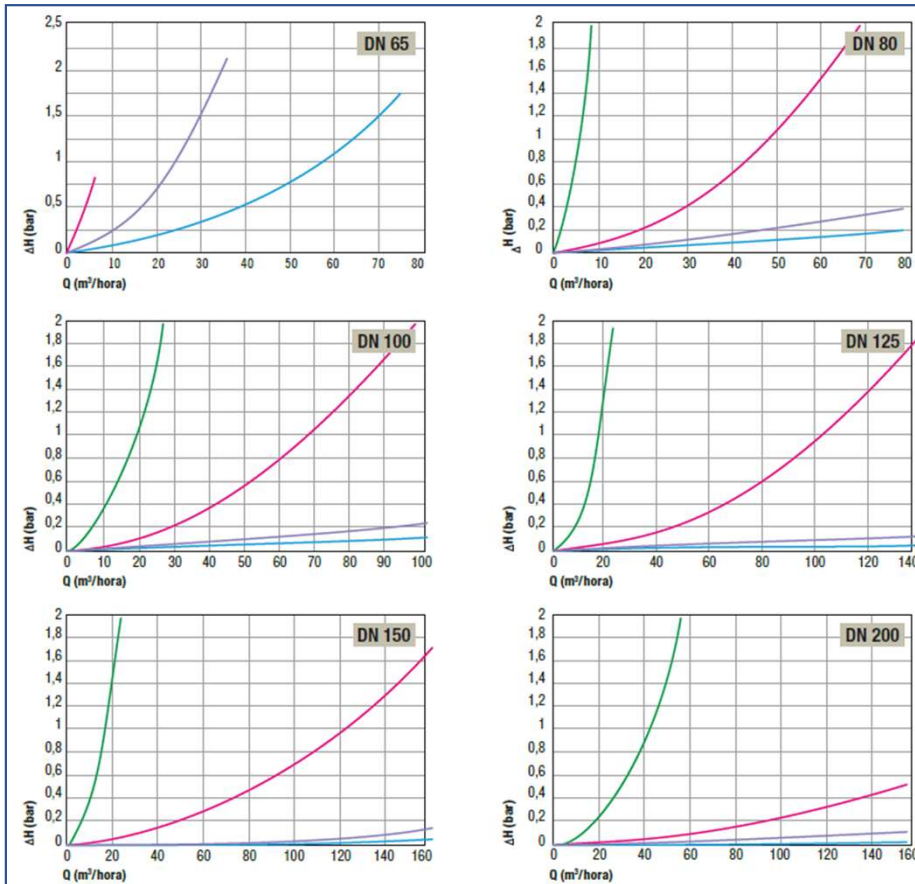 DN 65
2,5
2
1,5
1
0,5
0
ΔH (bar)
0 10 20 30 40 50 60 70 80
Q (m³/hora)
DN 80
2
1,8
1,6
1,4
1,2
1
0,8
0,6
0,4
0,2
0
ΔH (bar)
0 10 20 30 40 50 60 70 80
Q (m³/hora)
DN 100
2
1,8
1,6
1,4
1,2
1
0,8
0,6
0,4
0,2
0
ΔH (bar)
0 10 20 30 40 50 60 70 80 90 100
Q (m³/hora)
DN 125
2
1,8
1,6
1,4
1,2
1
0,8
0,6
0,4
0,2
0
ΔH (bar)
0 20 40 60 80 100 120 140
Q (m³/hora)
DN 150
2
1,8
1,6
1,4
1,2
1
0,8
0,6
0,4
0,2
0
ΔH (bar)
0 20 40 60 80 100 120 140 160
Q (m³/hora)
DN 200
2
1,8
1,6
1,4
1,2
1
0,8
0,6
0,4
0,2
0
ΔH (bar)
0 20 40 60 80 100 120 140 160
Q (m³/hora)